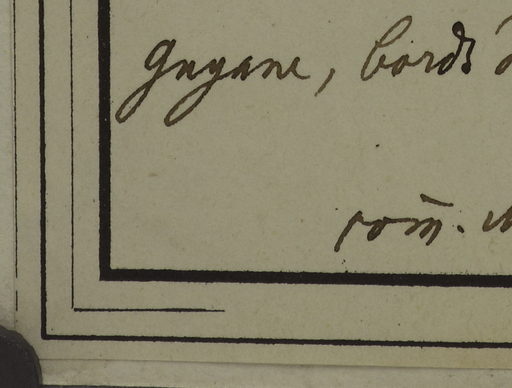 Guyane, bords
com̄.